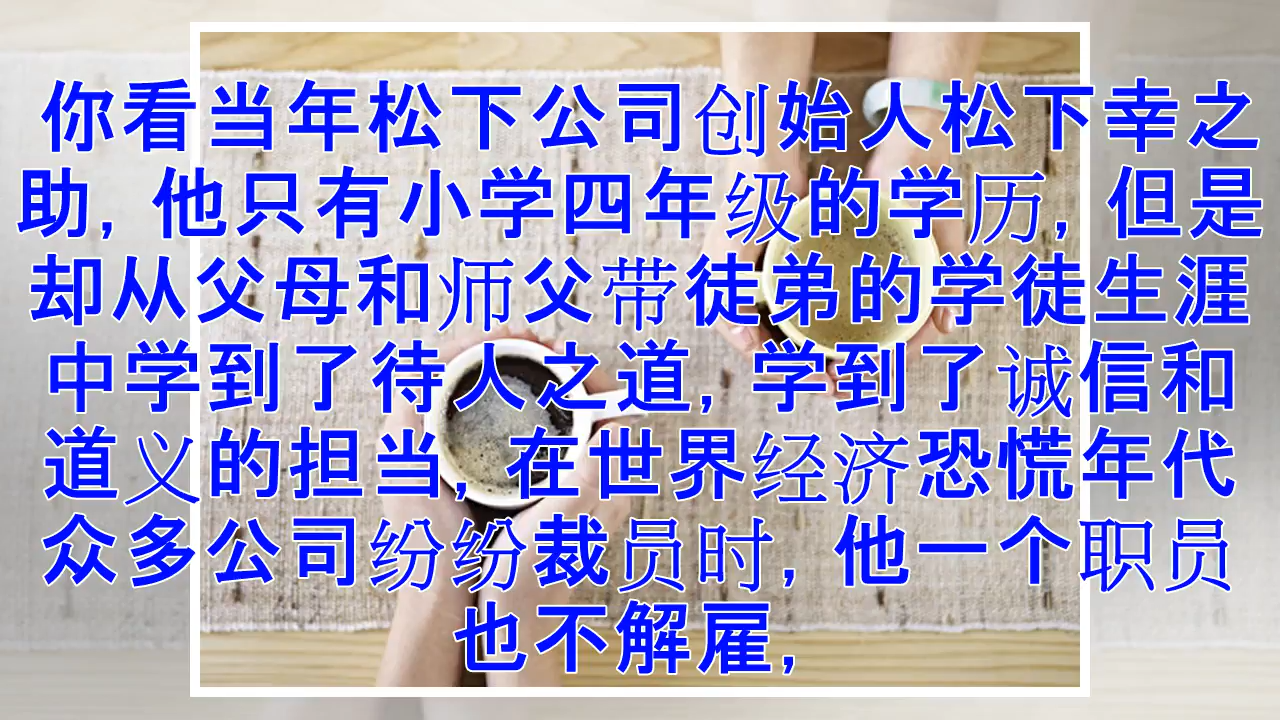 你看当年松下公司创始人松下幸之
助, 他只有小学四年级的学历, 但是
却从父母和师父带徒弟的学徒生涯
中学到了待人之道, 学到了诚信和
道义的担当, 在世界经济恐慌年代
众多公司纷纷裁员时, 他一个职员
也不解雇,